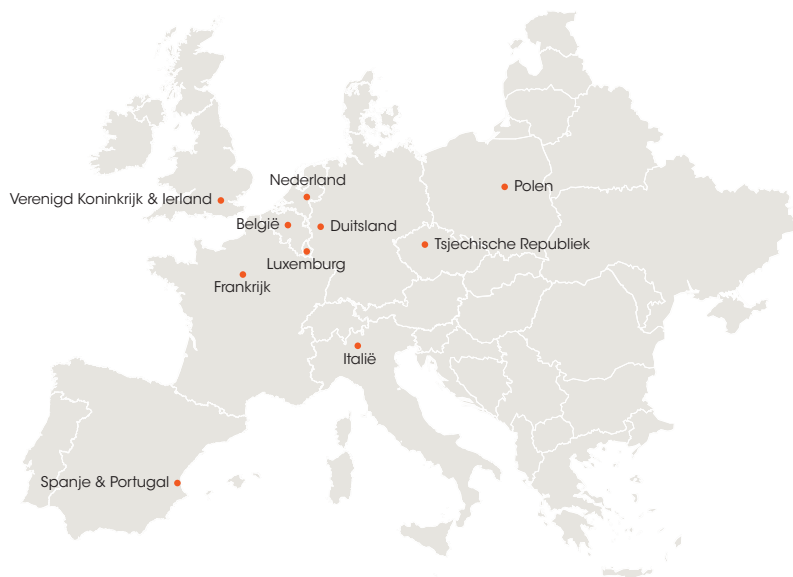 Nederland
Polen
Verenigd Koninkrijk & Ierland
België
Duitsland
Tsjechische Republiek
Luxemburg
Frankrijk
Italië
Spanje & Portugal